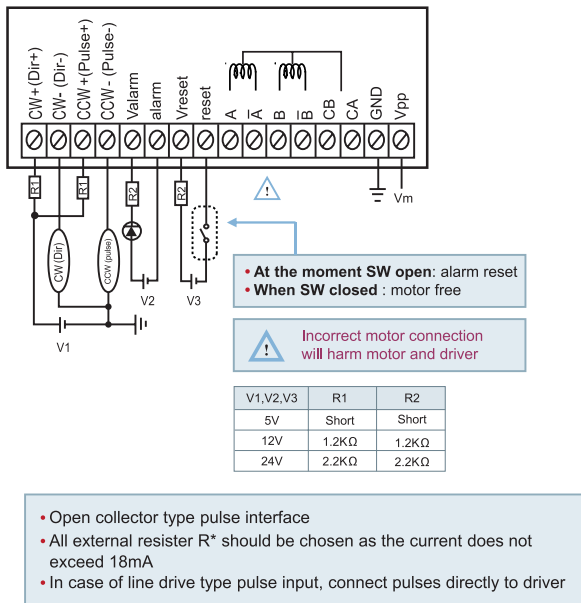 CW+(Dir+)
CW- (Dir-)
CCW+(Pulse+)
CCW - (Pulse-)
Valarm
alarm
Vreset
reset
A
A̅
B
B̅
CB
CA
GND
Vpp
R1
R1
R2
R2
!
Vm
CW (Dir)
CCW (pulse)
V2
V3
V1
• At the moment SW open: alarm reset
• When SW closed : motor free
!
Incorrect motor connection
will harm motor and driver
V1,V2,V3 R1 R2
5V Short Short
12V 1.2KΩ 1.2KΩ
24V 2.2KΩ 2.2KΩ
• Open collector type pulse interface
• All external resister R* should be chosen as the current does not
exceed 18mA
• In case of line drive type pulse input, connect pulses directly to driver